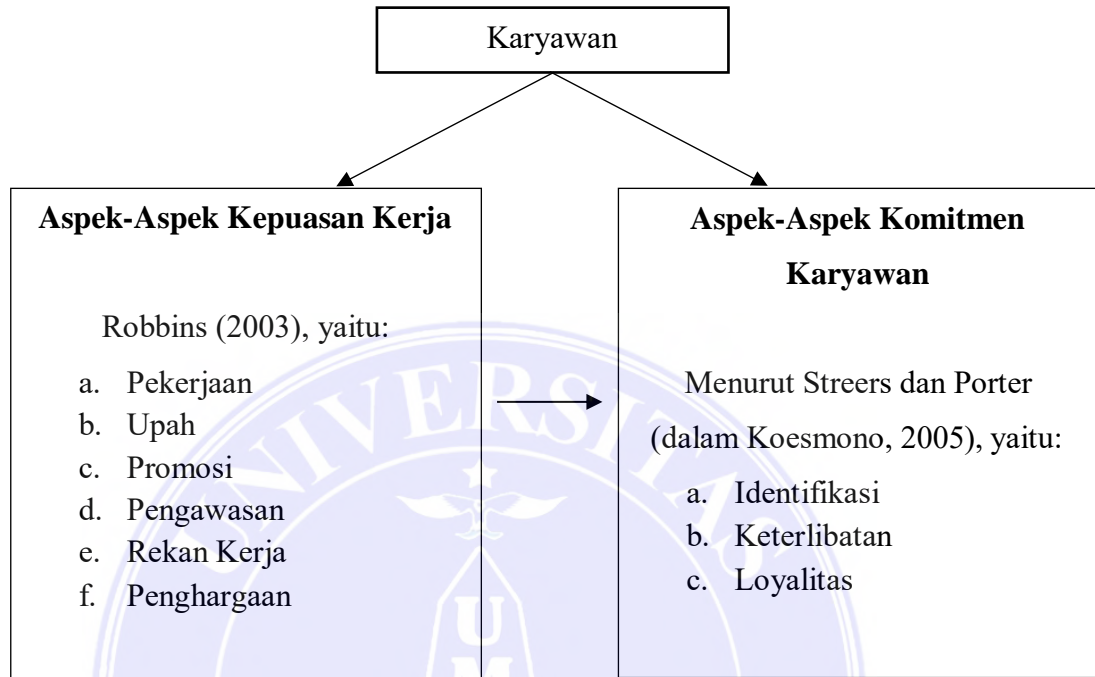 Karyawan
Aspek-Aspek Kepuasan Kerja
Robbins (2003), yaitu:
a. Pekerjaan
b. Upah
c. Promosi
d. Pengawasan
e. Rekan Kerja
f. Penghargaan
Aspek-Aspek Komitmen
Karyawan
Menurut Streers dan Porter
(dalam Koesmono, 2005), yaitu:
a. Identifikasi
b. Keterlibatan
c. Loyalitas
UNIVERSITAS
U
M